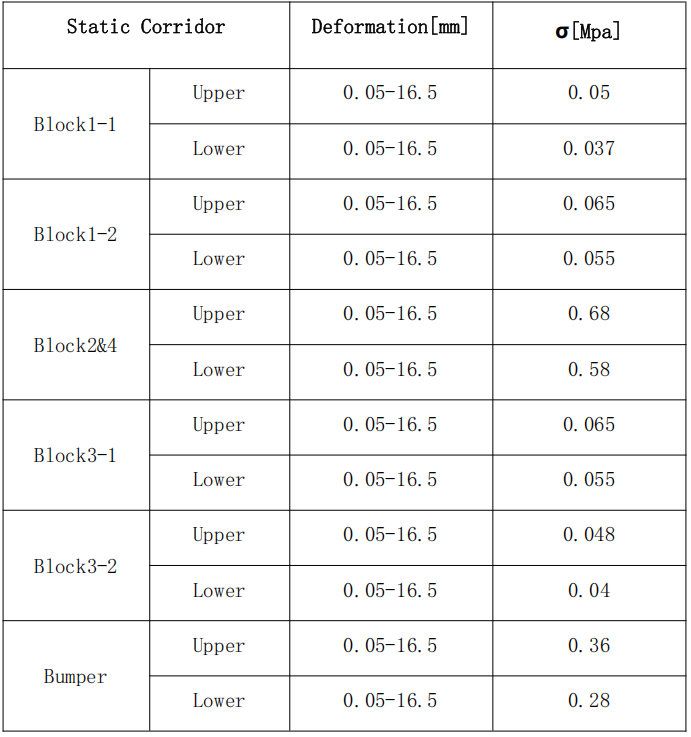 Static Corridor Deformation[mm] σ[Mpa]
Block1-1 Upper 0.05-16.5 0.05
Lower 0.05-16.5 0.037
Block1-2 Upper 0.05-16.5 0.065
Lower 0.05-16.5 0.055
Block2&4 Upper 0.05-16.5 0.68
Lower 0.05-16.5 0.58
Block3-1 Upper 0.05-16.5 0.065
Lower 0.05-16.5 0.055
Block3-2 Upper 0.05-16.5 0.048
Lower 0.05-16.5 0.04
Bumper Upper 0.05-16.5 0.36
Lower 0.05-16.5 0.28